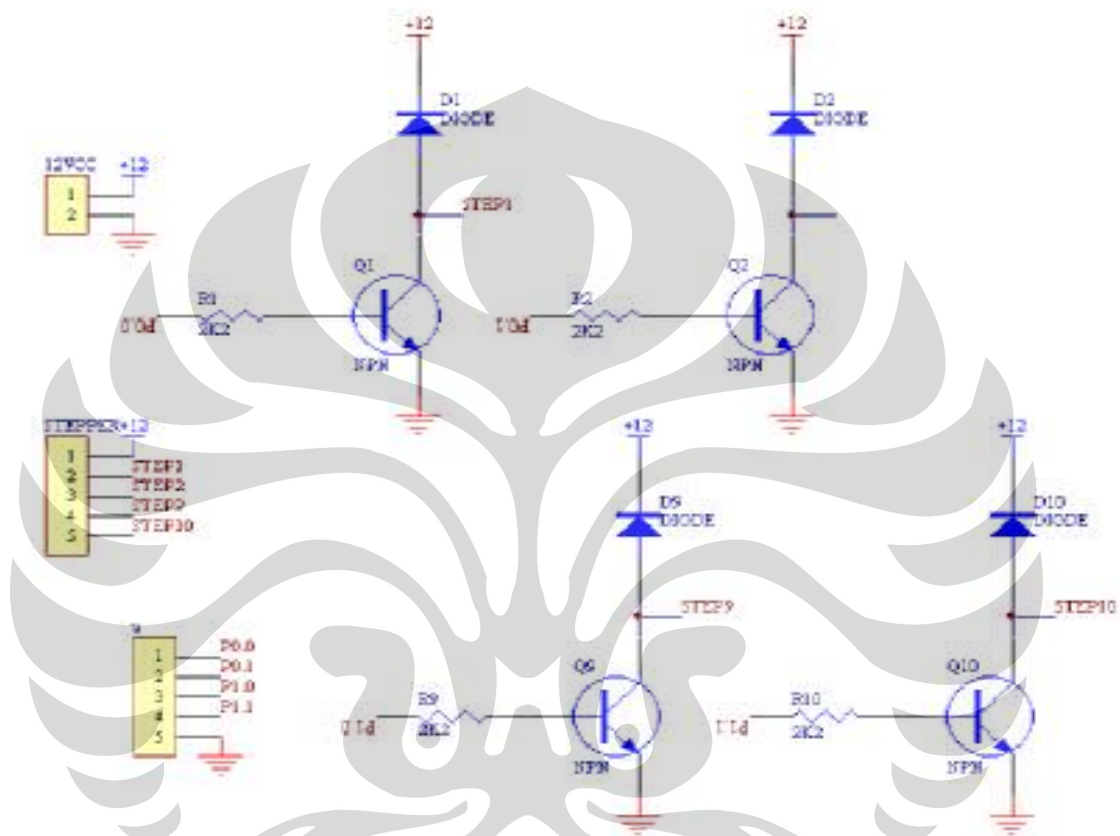 +12
+12
D1
DIODE
D2
DIODE
12VCC
+12
1
2
STEP1
Q1
Q2
R1
2K2
R2
2K2
P0.0
P0.1
NPN
NPN
STEPPER
+12
1
2
3
4
5
STEP1
STEP2
STEP9
STEP10
+12
+12
D9
DIODE
D10
DIODE
STEP9
STEP10
1
2
3
4
5
P0.0
P0.1
P1.0
P1.1
Q9
Q10
R9
2K2
R10
2K2
P1.0
P1.1
NPN
NPN